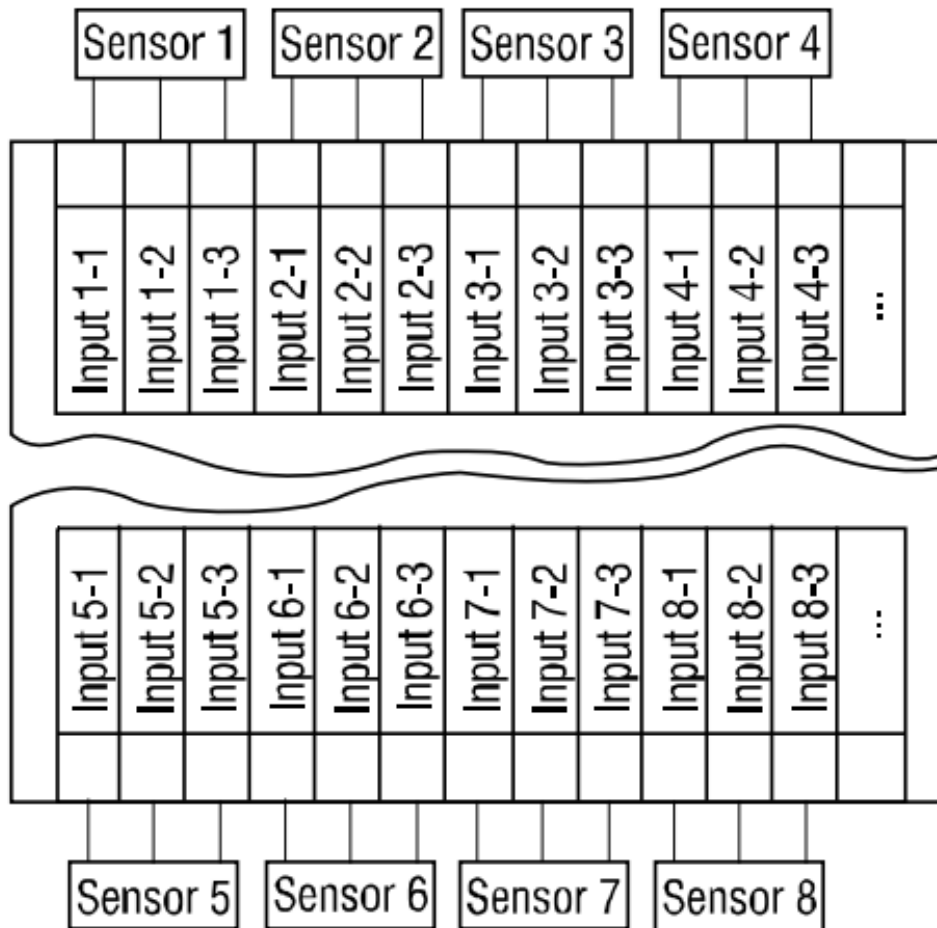 Sensor 1 Sensor 2 Sensor 3 Sensor 4
Input 1-1 Input 1-2 Input 1-3 Input 2-1 Input 2-2 Input 2-3 Input 3-1 Input 3-2 Input 3-3 Input 4-1 Input 4-2 Input 4-3 ...
Input 5-1 Input 5-2 Input 5-3 Input 6-1 Input 6-2 Input 6-3 Input 7-1 Input 7-2 Input 7-3 Input 8-1 Input 8-2 Input 8-3 ...
Sensor 5 Sensor 6 Sensor 7 Sensor 8